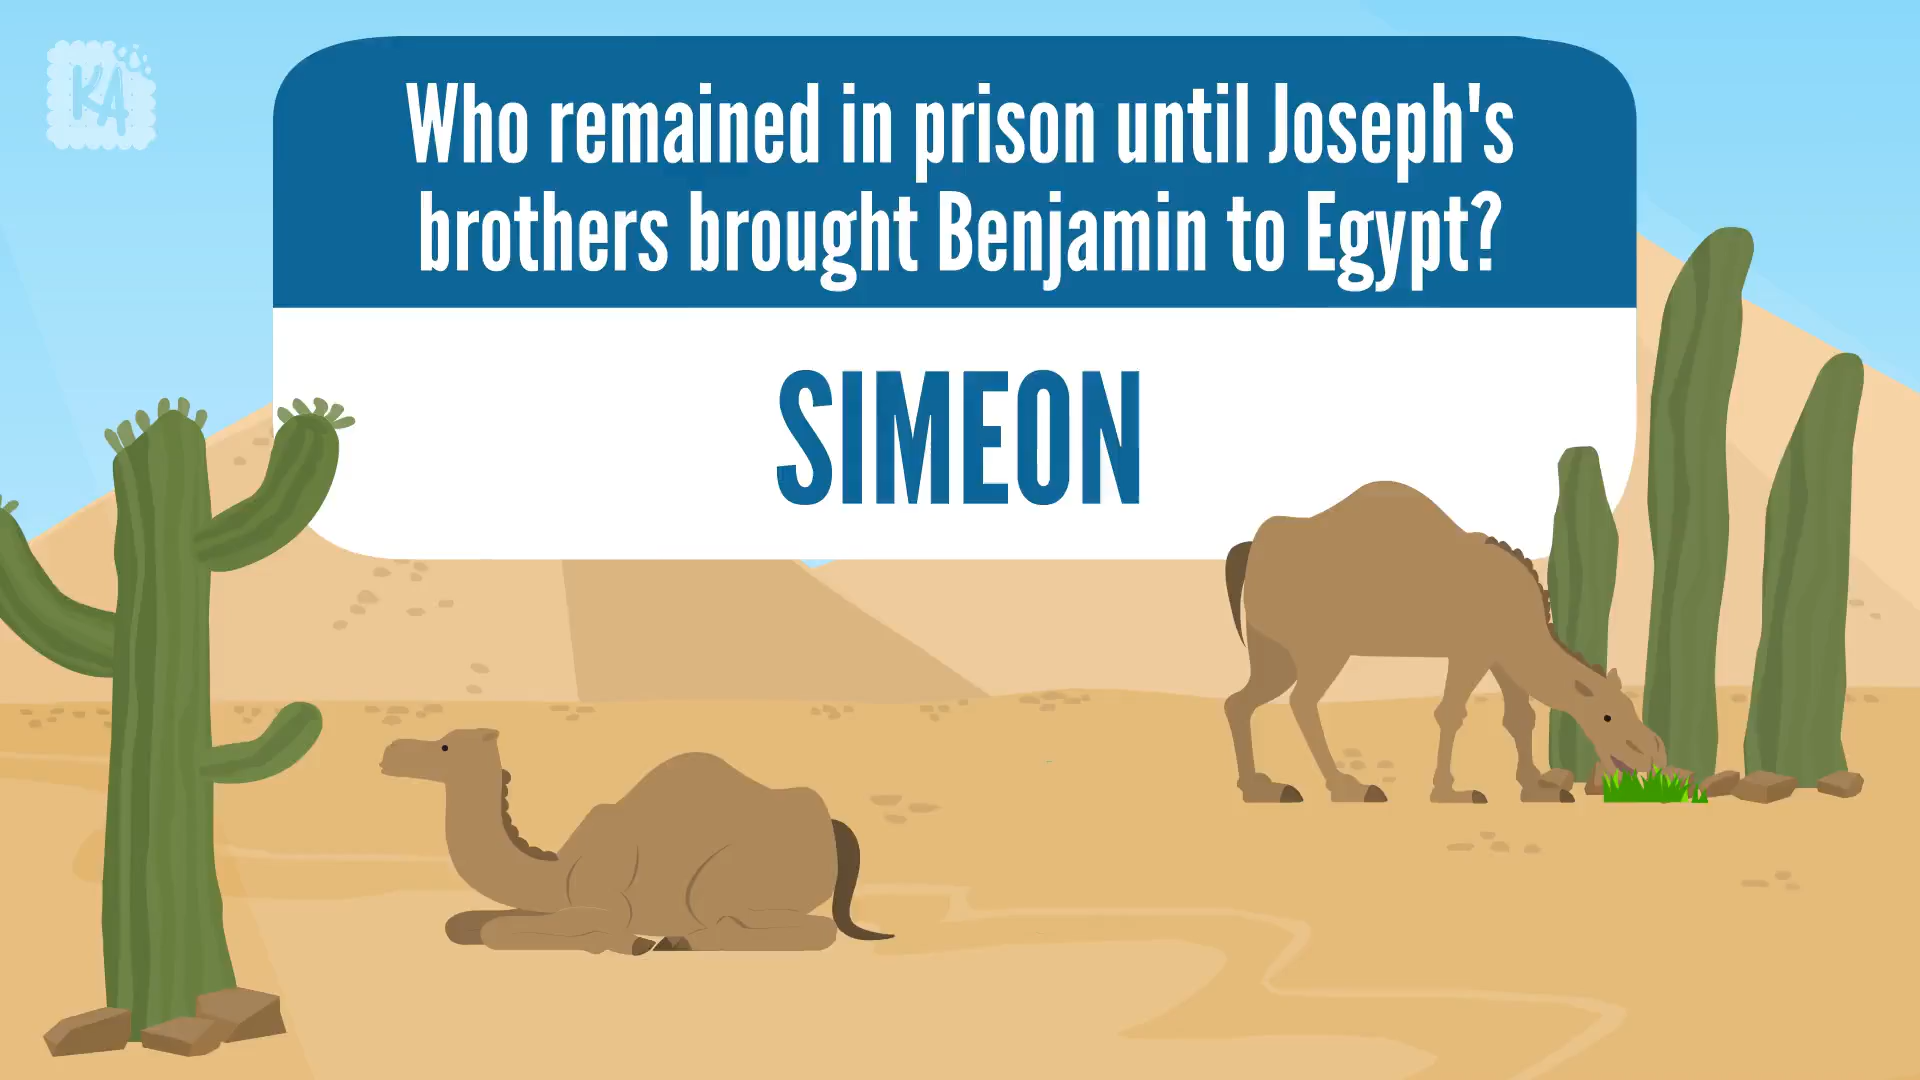 KA
Who remained in prison until Joseph's
brothers brought Benjamin to Egypt?
SIMEON